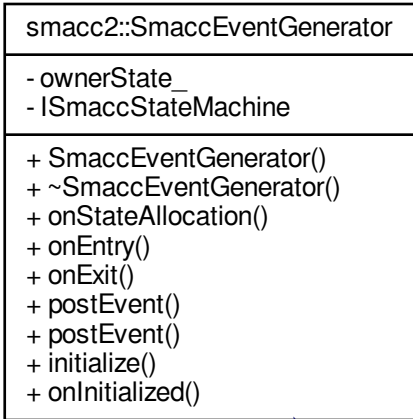 smacc2::SmaccEventGenerator
- ownerState_
- ISmaccStateMachine
+ SmaccEventGenerator()
+ ~SmaccEventGenerator()
+ onStateAllocation()
+ onEntry()
+ onExit()
+ postEvent()
+ postEvent()
+ initialize()
+ onInitialized()